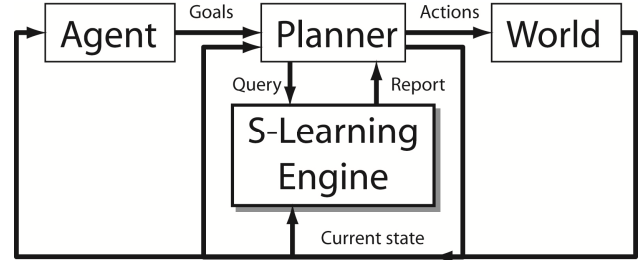 Goals
Actions
Agent
Planner
World
Query
Report
S-Learning
Engine
Current state